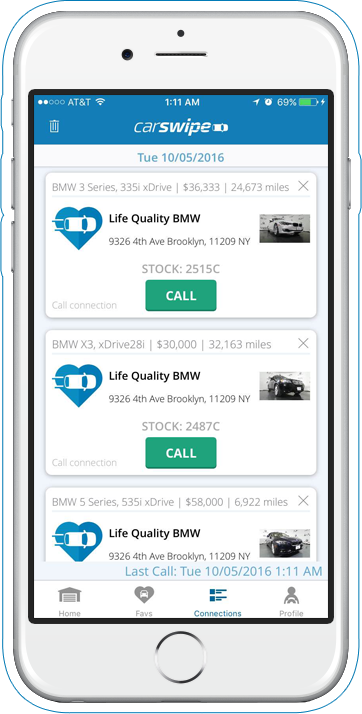 AT&T 1:11 AM 69%
carswipe
Tue 10/05/2016
BMW 3 Series, 335i xDrive | $36,333 | 24,673 miles
Life Quality BMW
9326 4th Ave Brooklyn, 11209 NY
STOCK: 2515C
CALL
Call connection
BMW X3, xDrive28i | $30,000 | 32,163 miles
Life Quality BMW
9326 4th Ave Brooklyn, 11209 NY
STOCK: 2487C
CALL
Call connection
BMW 5 Series, 535i xDrive | $58,000 | 6,922 miles
Life Quality BMW
9326 4th Ave Brooklyn, 11209 NY
Last Call: Tue 10/05/2016 1:11 AM
Home Favs Connections Profile